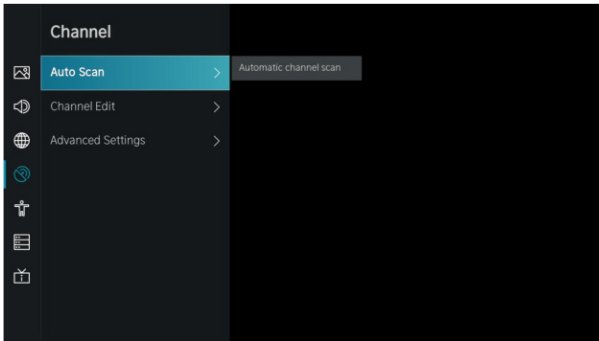 Channel
Auto Scan
Automatic channel scan
Channel Edit
Advanced Settings